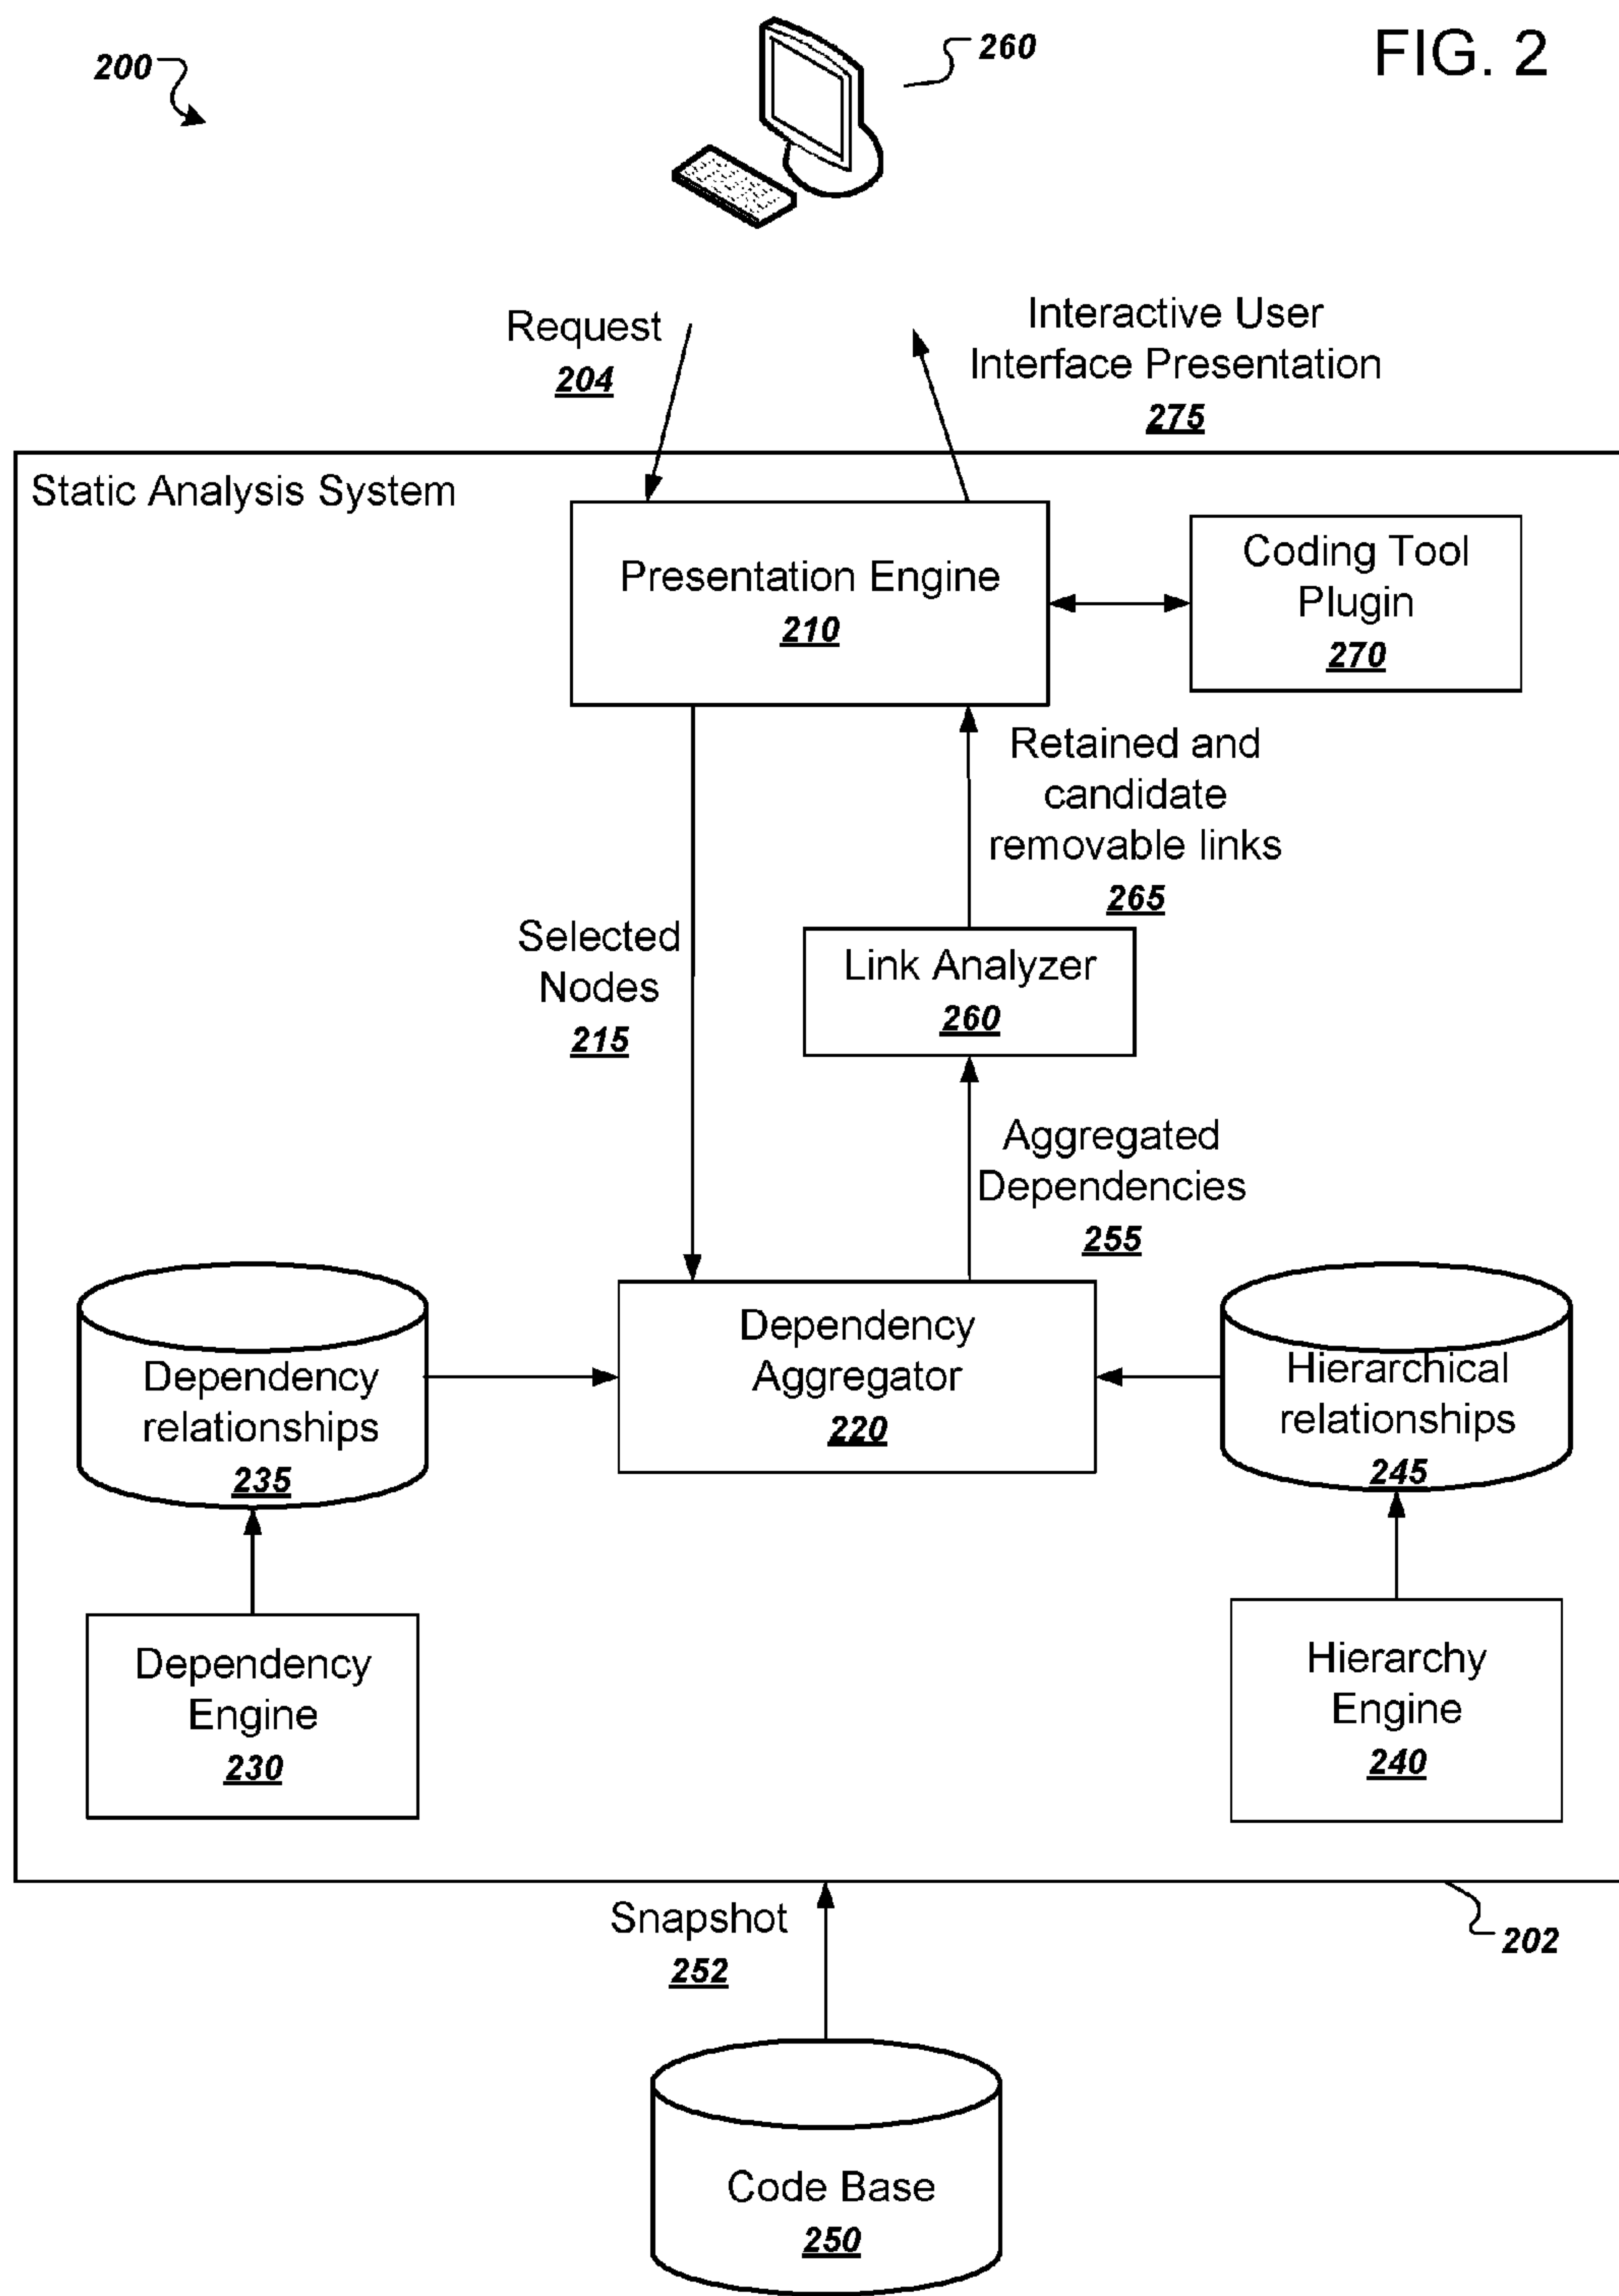 FIG. 2
200
260
Request
204
Interactive User
Interface Presentation
275
Static Analysis System
Presentation Engine
210
Coding Tool
Plugin
270
Retained and
candidate
removable links
265
Selected
Nodes
215
Link Analyzer
260
Aggregated
Dependencies
255
Dependency
relationships
235
Dependency
Aggregator
220
Hierarchical
relationships
245
Dependency
Engine
230
Hierarchy
Engine
240
Snapshot
252
202
Code Base
250